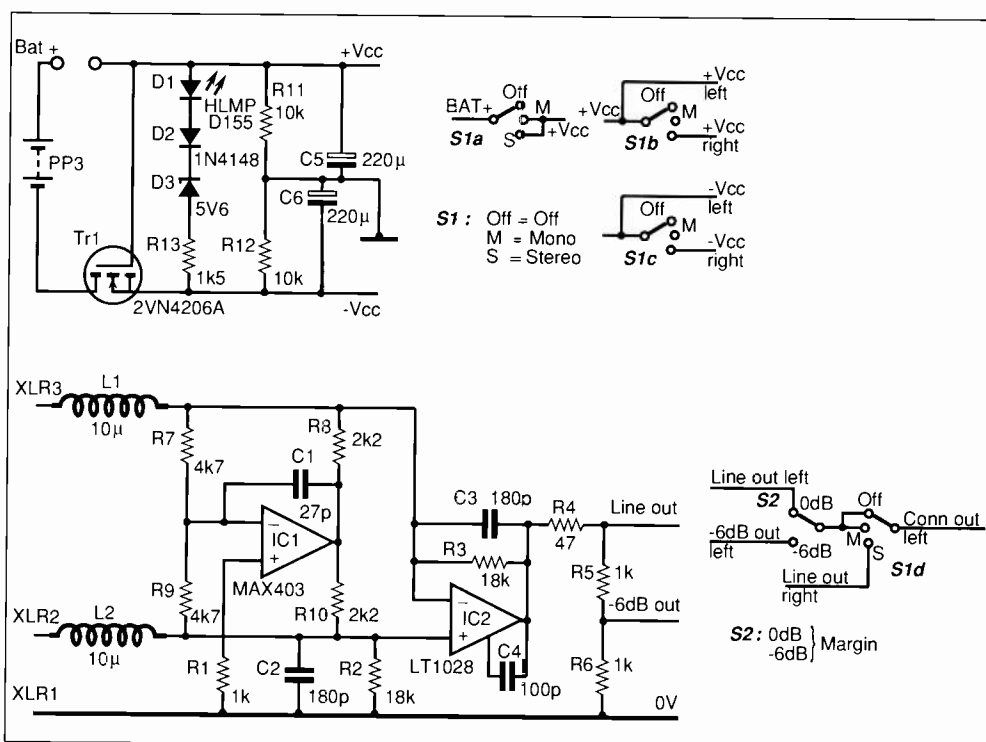 Bat +
+Vcc
D1
HLMP
D155
R11
10k
D2
1N4148
C5
220µ
PP3
D3
5V6
C6
220µ
Tr1
R13
1k5
R12
10k
2VN4206A
-Vcc
BAT+
Off
M
S
+Vcc
S1a
+Vcc
Off
M
+Vcc
left
+Vcc
right
S1b
S1 : Off = Off
M = Mono
S = Stereo
Off
M
-Vcc
left
-Vcc
right
S1c
XLR3
L1
10µ
R7
4k7
R8
2k2
C1
27p
IC1
MAX403
R9
4k7
R10
2k2
XLR2
L2
10µ
R1
1k
C2
180p
R2
18k
XLR1
C3
180p
R3
18k
IC2
LT1028
C4
100p
R4
47
Line out
R5
1k
-6dB out
R6
1k
0V
Line out left
S2
0dB
Off
-6dB out
left
-6dB
M
S
Conn out
left
S1d
Line out
right
S2 : 0dB
-6dB
Margin